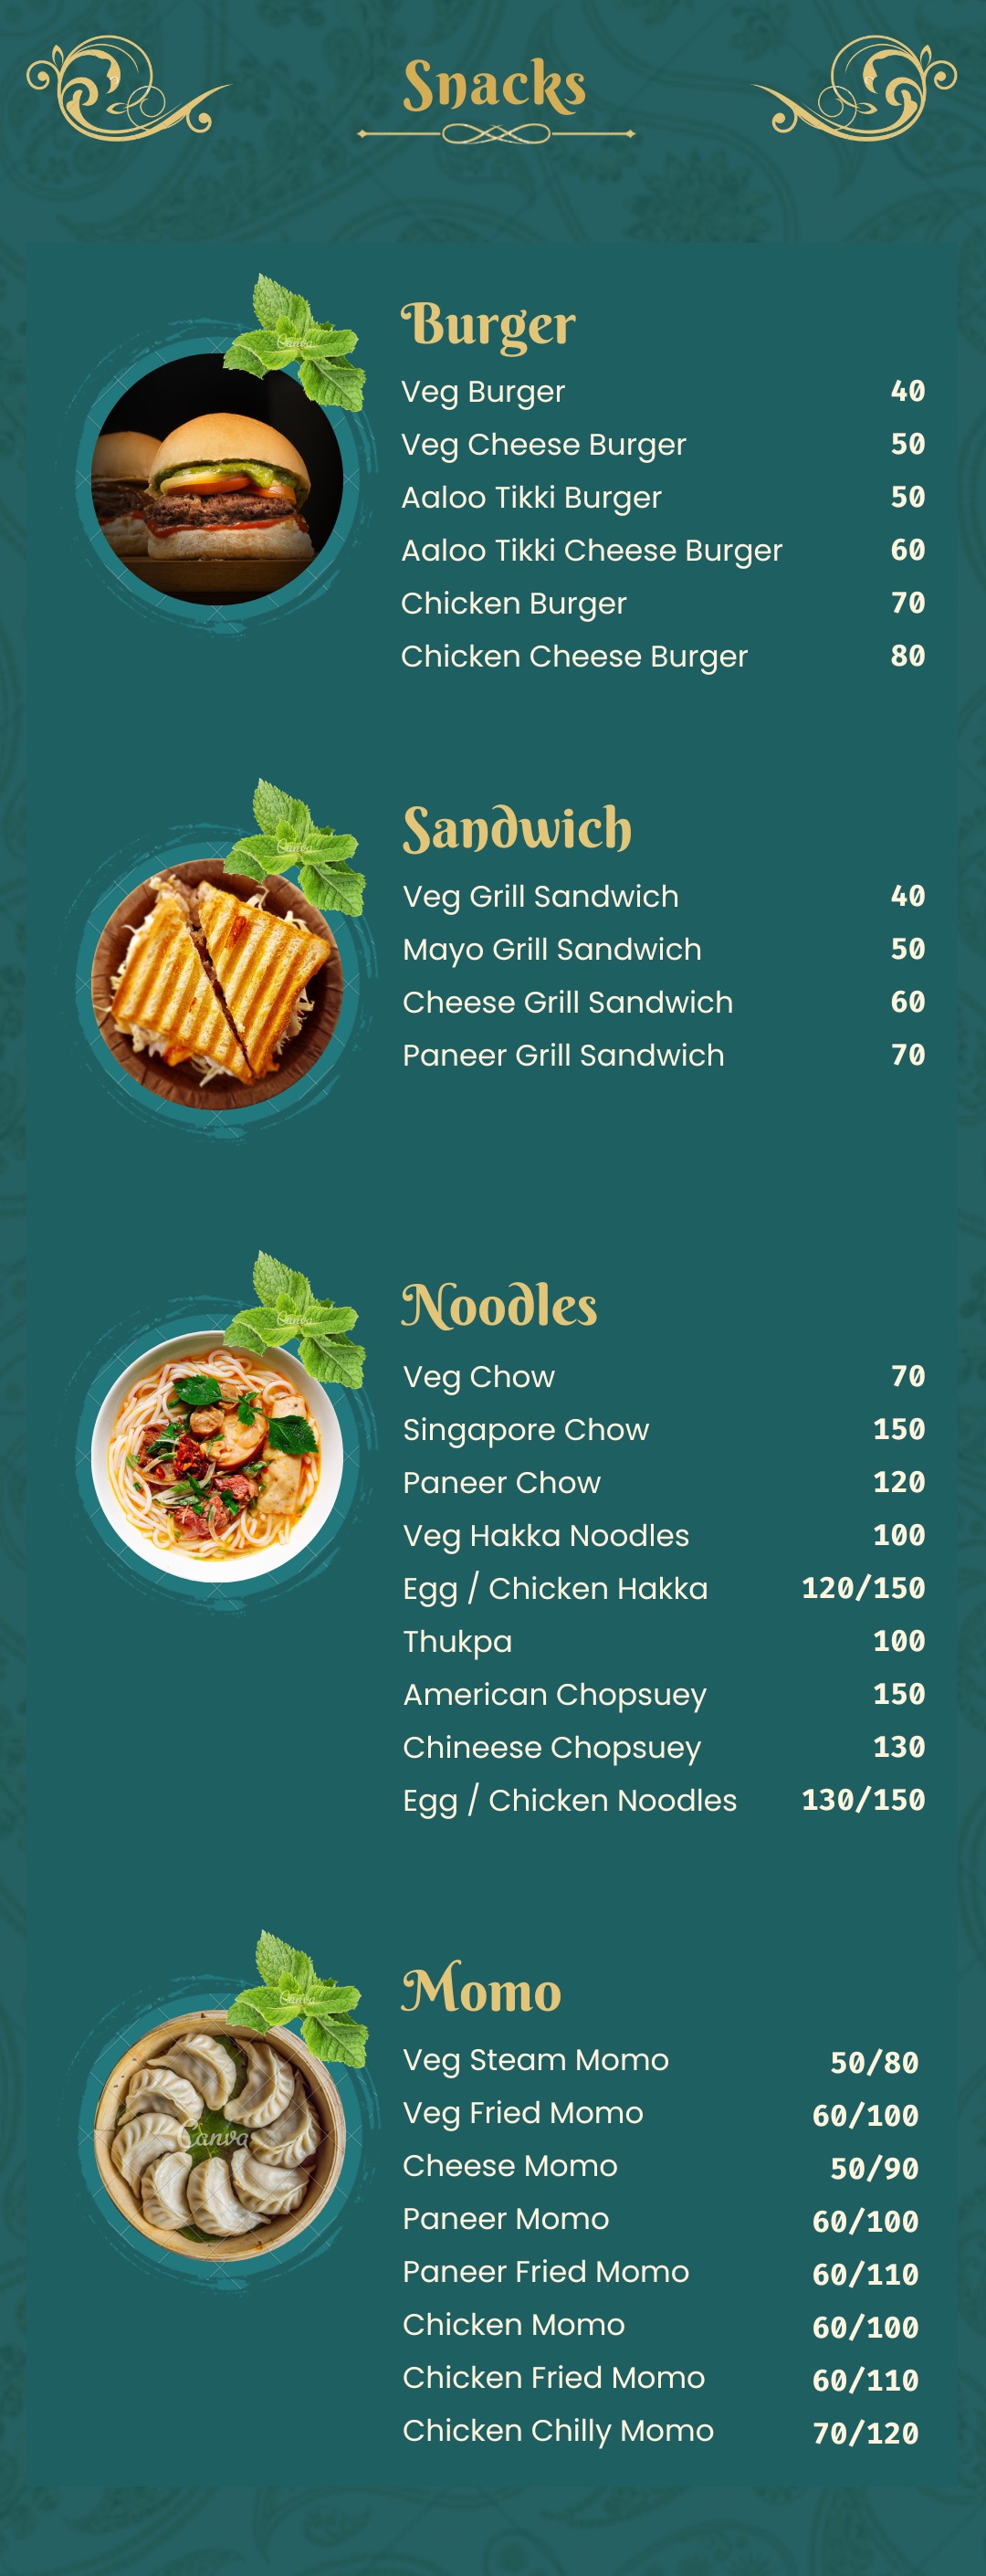 Snacks
Burger
Veg Burger 40
Veg Cheese Burger 50
Aaloo Tikki Burger 50
Aaloo Tikki Cheese Burger 60
Chicken Burger 70
Chicken Cheese Burger 80
Sandwich
Veg Grill Sandwich 40
Mayo Grill Sandwich 50
Cheese Grill Sandwich 60
Paneer Grill Sandwich 70
Noodles
Veg Chow 70
Singapore Chow 150
Paneer Chow 120
Veg Hakka Noodles 100
Egg / Chicken Hakka 120/150
Thukpa 100
American Chopsuey 150
Chineese Chopsuey 130
Egg / Chicken Noodles 130/150
Momo
Veg Steam Momo 50/80
Veg Fried Momo 60/100
Cheese Momo 50/90
Paneer Momo 60/100
Paneer Fried Momo 60/110
Chicken Momo 60/100
Chicken Fried Momo 60/110
Chicken Chilly Momo 70/120
Canva
Canva
Canva
Canva
Canva